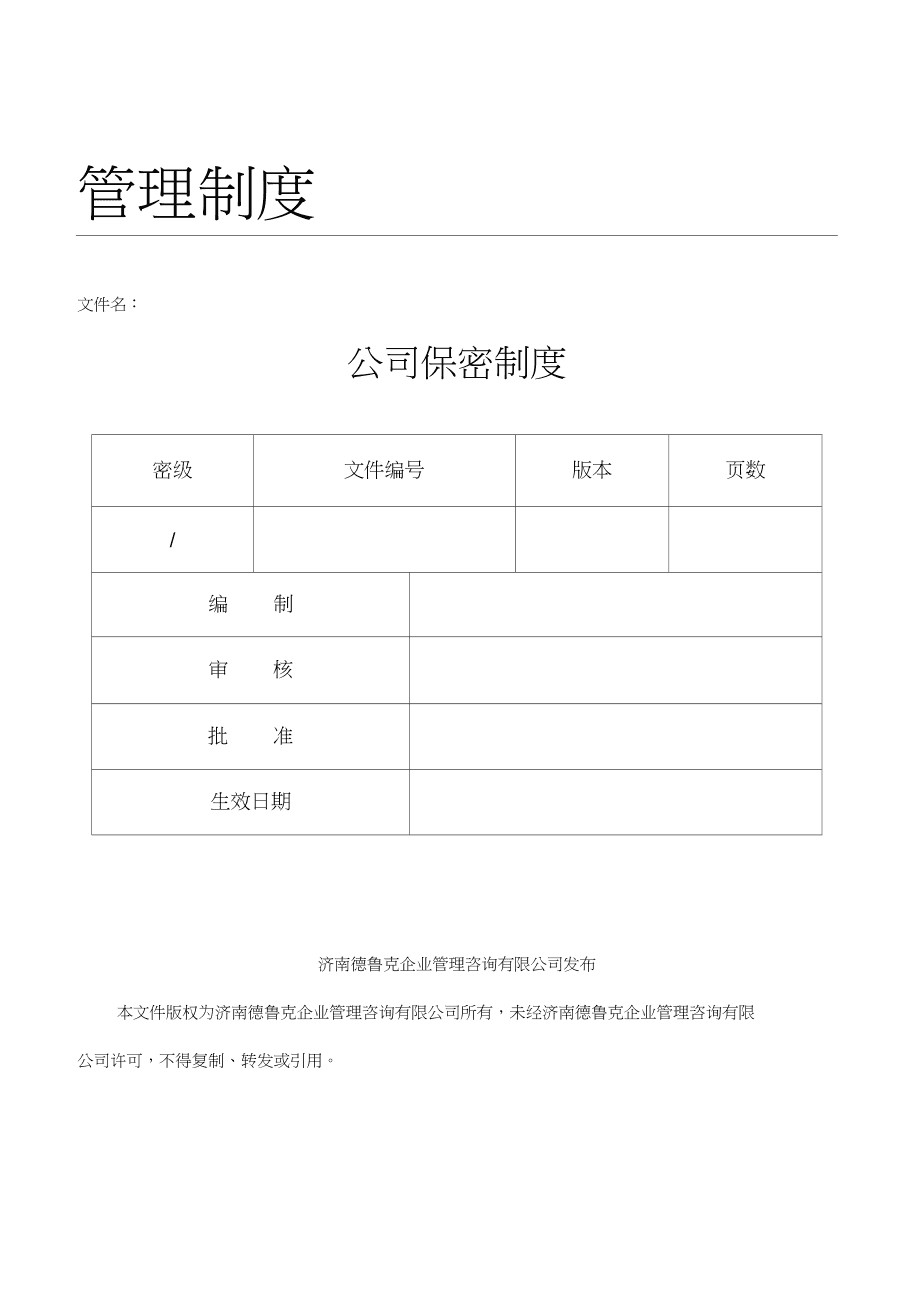 管理制度
文件名：
公司保密制度
密级 文件编号 版本 页数
/
编 制
审 核
批 准
生效日期
济南德鲁克企业管理咨询有限公司发布
本文件版权为济南德鲁克企业管理咨询有限公司所有，未经济南德鲁克企业管理咨询有限
公司许可，不得复制、转发或引用。